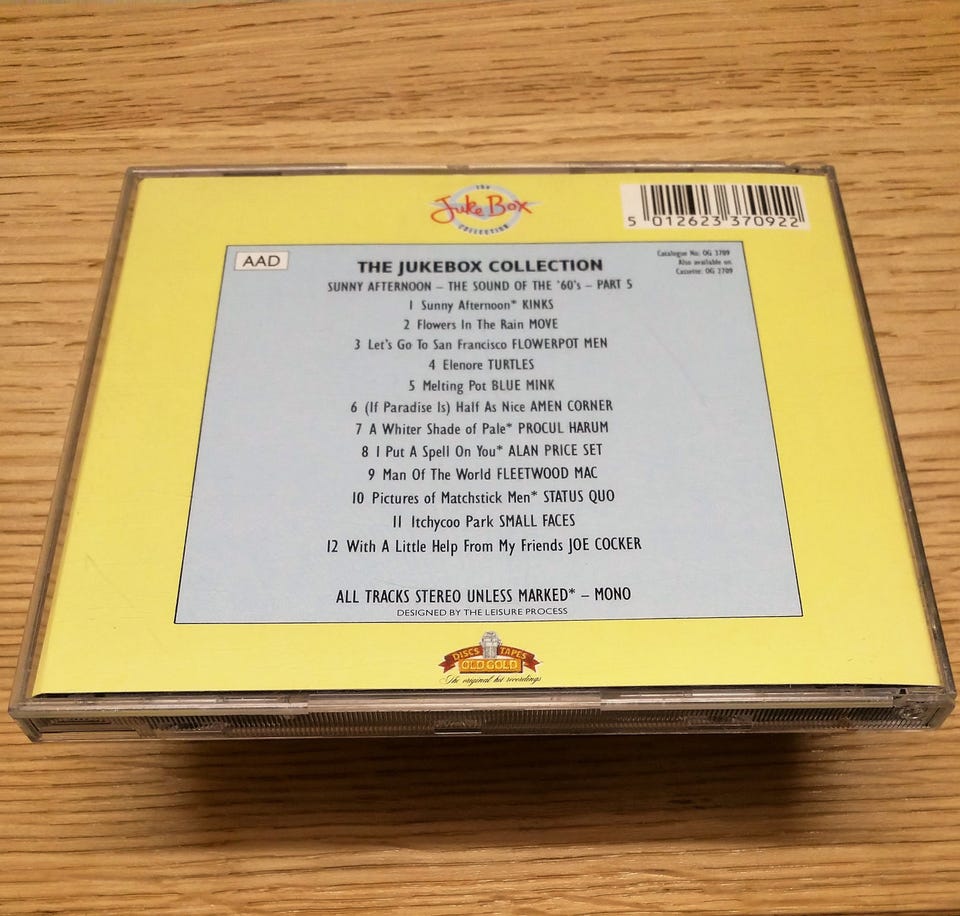 the
Juke Box
COLLECTION
5 012623 370922
AAD
Catalogue No: OG 3709
Also available on
Cassette: OG 2709
THE JUKEBOX COLLECTION
SUNNY AFTERNOON – THE SOUND OF THE '60's – PART 5
1 Sunny Afternoon* KINKS
2 Flowers In The Rain MOVE
3 Let's Go To San Francisco FLOWERPOT MEN
4 Elenore TURTLES
5 Melting Pot BLUE MINK
6 (If Paradise Is) Half As Nice AMEN CORNER
7 A Whiter Shade of Pale* PROCUL HARUM
8 I Put A Spell On You* ALAN PRICE SET
9 Man Of The World FLEETWOOD MAC
10 Pictures of Matchstick Men* STATUS QUO
11 Itchycoo Park SMALL FACES
12 With A Little Help From My Friends JOE COCKER
ALL TRACKS STEREO UNLESS MARKED* – MONO
DESIGNED BY THE LEISURE PROCESS
DISCS TAPES
OLD GOLD
The original hit recordings